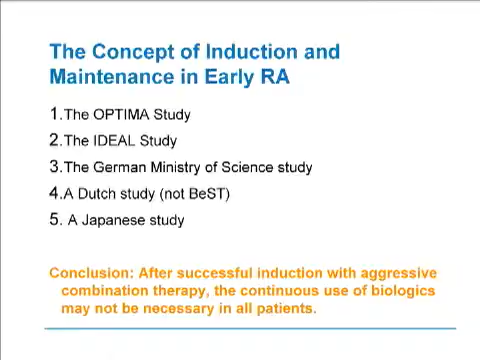 The Concept of Induction and
Maintenance in Early RA
1.The OPTIMA Study
2.The IDEAL Study
3.The German Ministry of Science study
4.A Dutch study (not BeST)
5. A Japanese study
Conclusion: After successful induction with aggressive
combination therapy, the continuous use of biologics
may not be necessary in all patients.